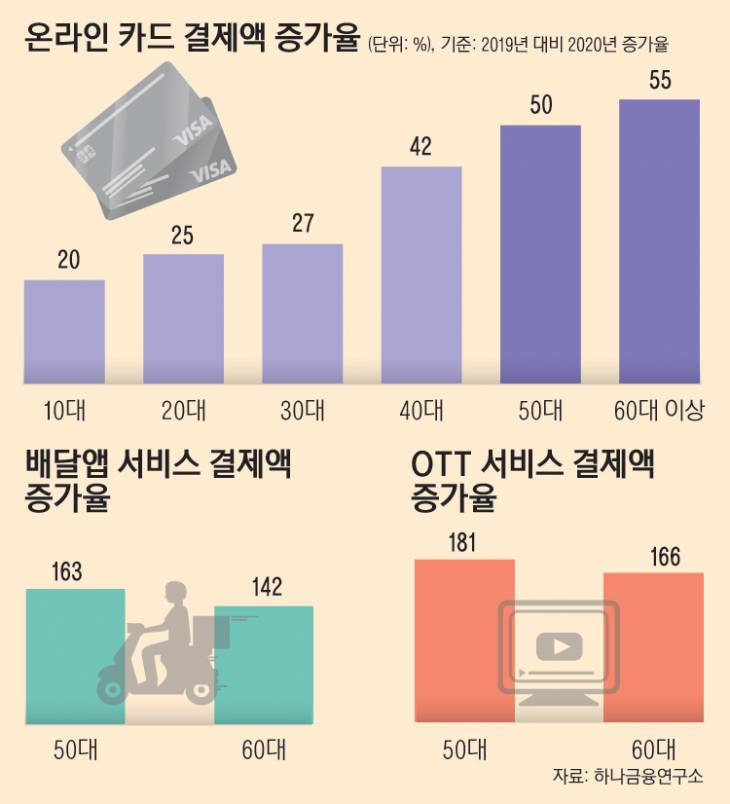 온라인 카드 결제액 증가율 (단위: %), 기준: 2019년 대비 2020년 증가율
VISA
VISA
20
25
27
42
50
55
10대
20대
30대
40대
50대
60대 이상
배달앱 서비스 결제액
증가율
163
142
50대
60대
OTT 서비스 결제액
증가율
181
166
50대
60대
자료: 하나금융연구소